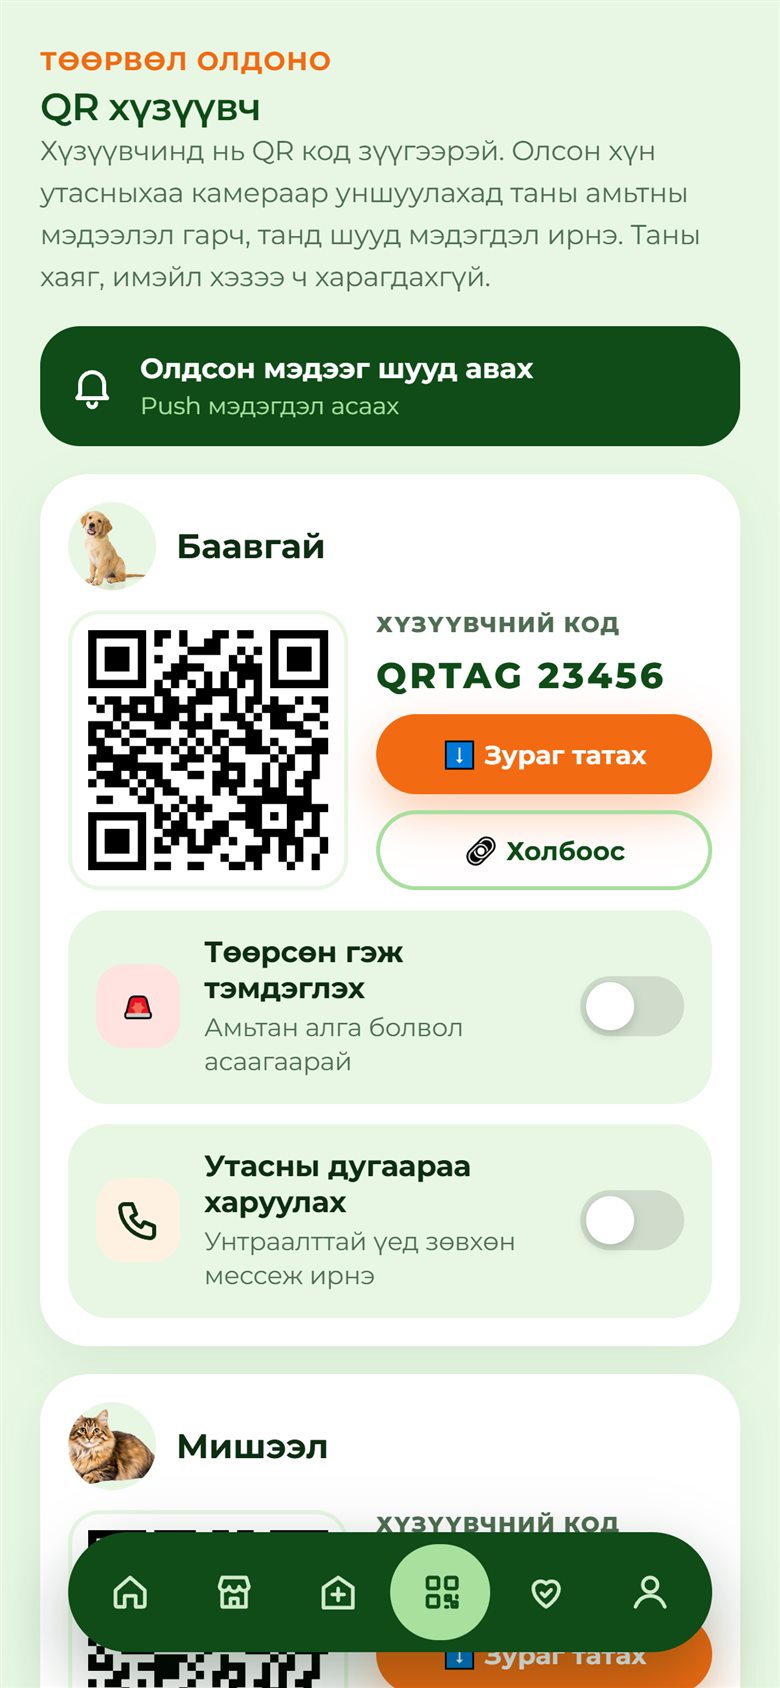 ТӨӨРВӨЛ ОЛДОНО
QR хүзүүвч
Хүзүүвчинд нь QR код зүүгээрэй. Олсон хүн
утасныхаа камераар уншуулахад таны амьтны
мэдээлэл гарч, танд шууд мэдэгдэл ирнэ. Таны
хаяг, имэйл хэзээ ч харагдахгүй.
Олдсон мэдээг шууд авах
Push мэдэгдэл асаах
Баавгай
ХҮЗҮҮВЧНИЙ КОД
QRTAG 23456
Зураг татах
Холбоос
Төөрсөн гэж
тэмдэглэх
Амьтан алга болвол
асаагаарай
Утасны дугаараа
харуулах
Унтраалттай үед зөвхөн
мессеж ирнэ
Мишээл
ХҮЗҮҮВЧНИЙ КОД
Зураг татах